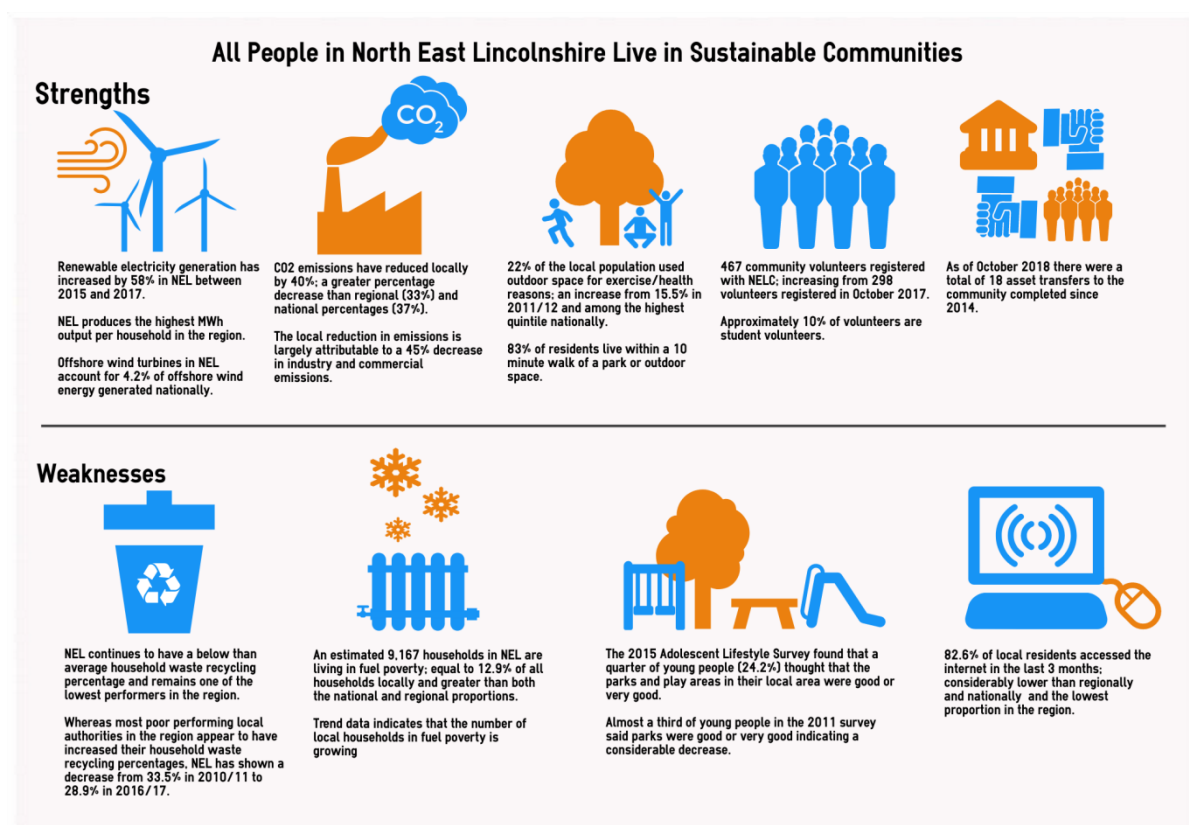 All People in North East Lincolnshire Live in Sustainable Communities
Strengths
CO2
Renewable electricity generation has
increased by 58% in NEL between
2015 and 2017.
NEL produces the highest MWh
output per household in the region.
Offshore wind turbines in NEL
account for 4.2% of offshore wind
energy generated nationally.
CO2 emissions have reduced locally
by 40%; a greater percentage
decrease than regional (33%) and
national percentages (37%).
The local reduction in emissions is
largely attributable to a 45% decrease
in industry and commercial
emissions.
22% of the local population used
outdoor space for exercise/health
reasons; an increase from 15.5% in
2011/12 and among the highest
quintile nationally.
83% of residents live within a 10
minute walk of a park or outdoor
space.
467 community volunteers registered
with NELC; increasing from 298
volunteers registered in October 2017.
Approximately 10% of volunteers are
student volunteers.
As of October 2018 there were a
total of 18 asset transfers to the
community completed since
2014.
Weaknesses
NEL continues to have a below than
average household waste recycling
percentage and remains one of the
lowest performers in the region.
Whereas most poor performing local
authorities in the region appear to have
increased their household waste
recycling percentages, NEL has shown a
decrease from 33.5% in 2010/11 to
28.9% in 2016/17.
An estimated 9,167 households in NEL are
living in fuel poverty; equal to 12.9% of all
households locally and greater than both
the national and regional proportions.
Trend data indicates that the number of
local households in fuel poverty is
growing
The 2015 Adolescent Lifestyle Survey found that a
quarter of young people (24.2%) thought that the
parks and play areas in their local area were good or
very good.
Almost a third of young people in the 2011 survey
said parks were good or very good indicating a
considerable decrease.
82.6% of local residents accessed the
internet in the last 3 months;
considerably lower than regionally
and nationally and the lowest
proportion in the region.